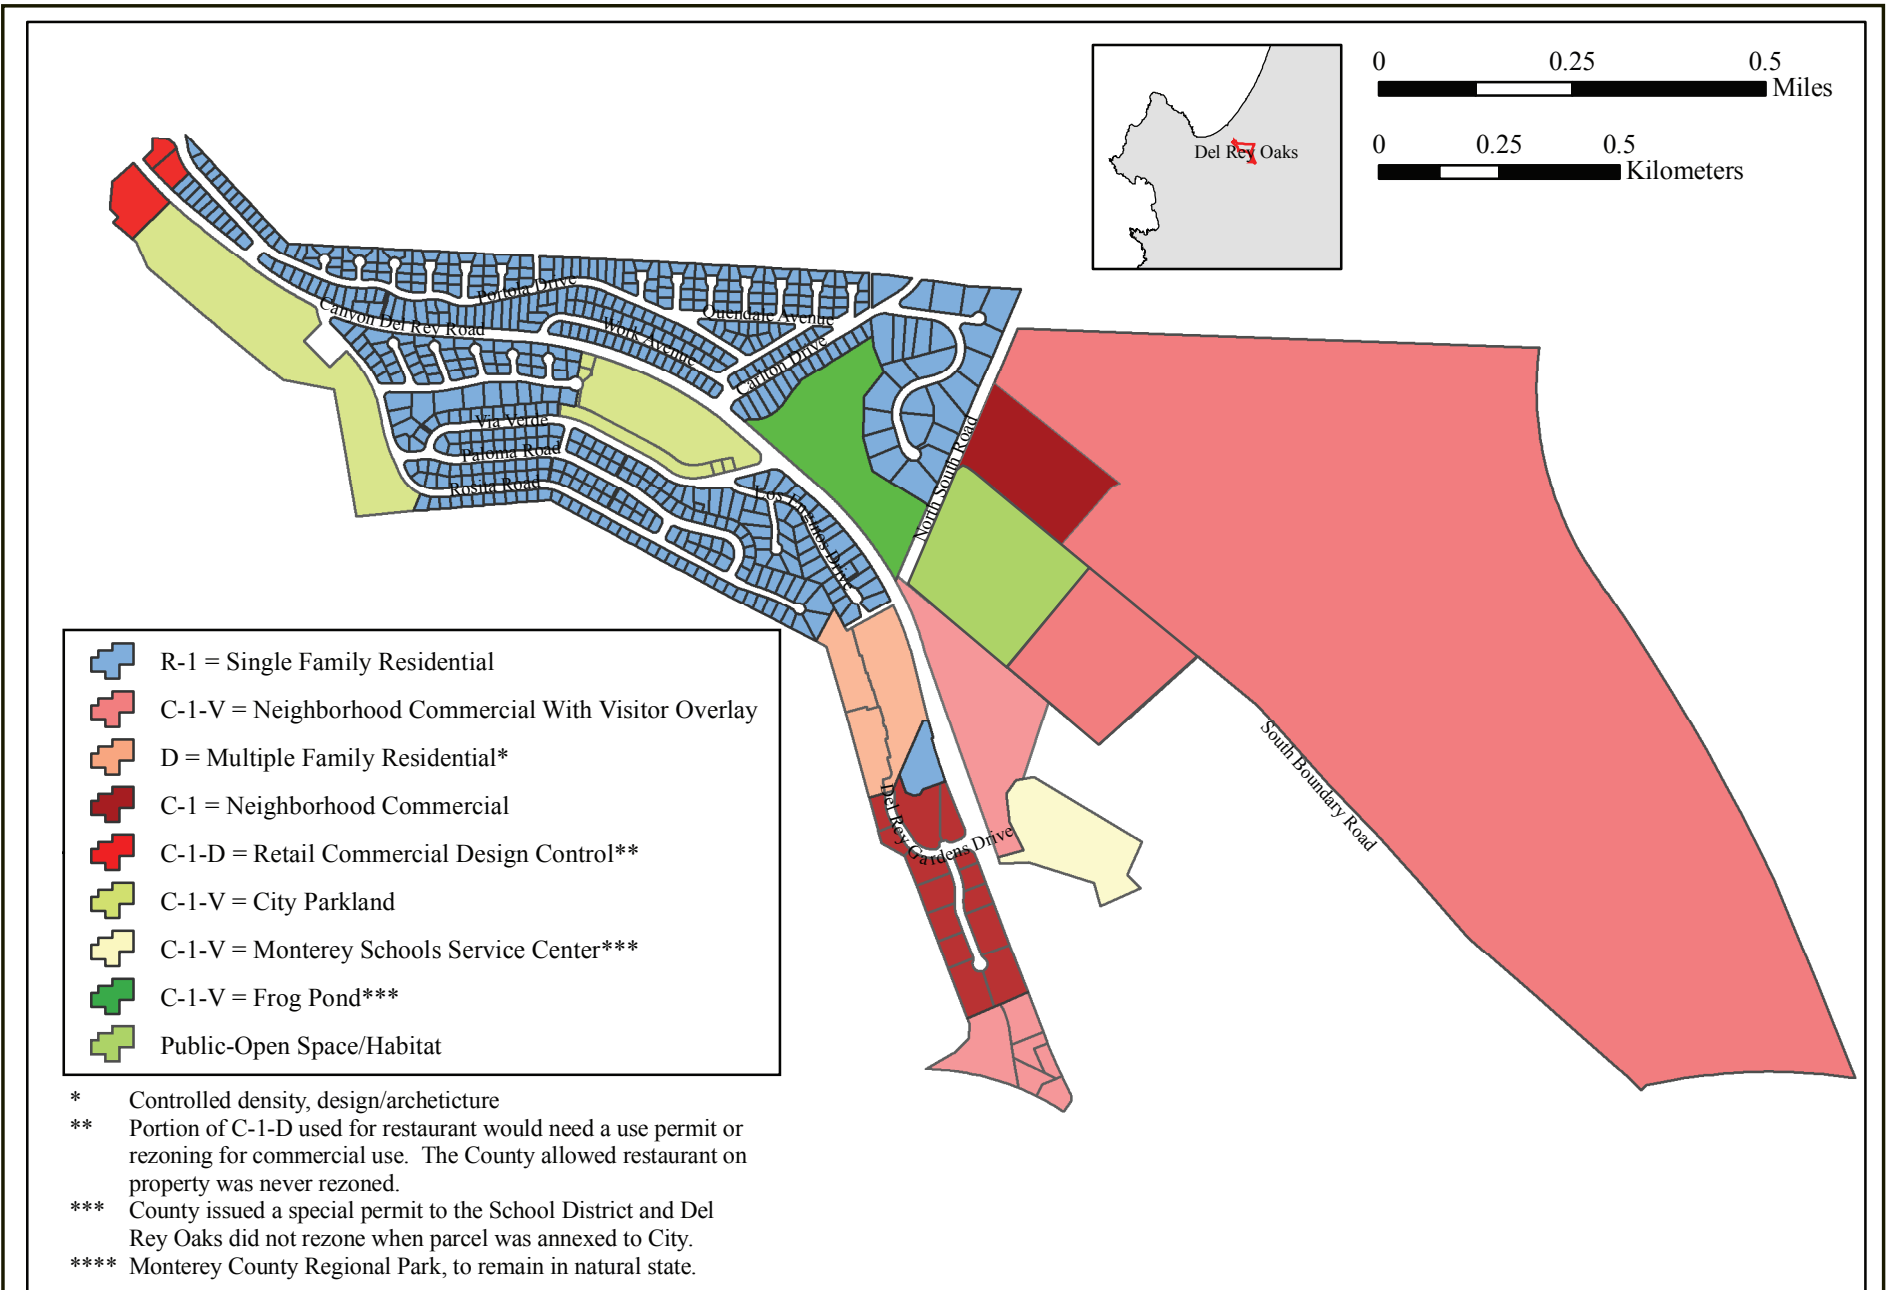 0 0.25 0.5
Miles
0 0.25 0.5
Kilometers
Del Rey Oaks
Portola Drive
Canyon Del Rey Road
Quendale Avenue
Work Avenue
Carlton Drive
Via Verde
Paloma Road
Rosita Road
Los Encinos Drive
North South Road
South Boundary Road
Del Rey Gardens Drive
R-1 = Single Family Residential
C-1-V = Neighborhood Commercial With Visitor Overlay
D = Multiple Family Residential*
C-1 = Neighborhood Commercial
C-1-D = Retail Commercial Design Control**
C-1-V = City Parkland
C-1-V = Monterey Schools Service Center***
C-1-V = Frog Pond***
Public-Open Space/Habitat
* Controlled density, design/archeticture
** Portion of C-1-D used for restaurant would need a use permit or
rezoning for commercial use. The County allowed restaurant on
property was never rezoned.
*** County issued a special permit to the School District and Del
Rey Oaks did not rezone when parcel was annexed to City.
**** Monterey County Regional Park, to remain in natural state.